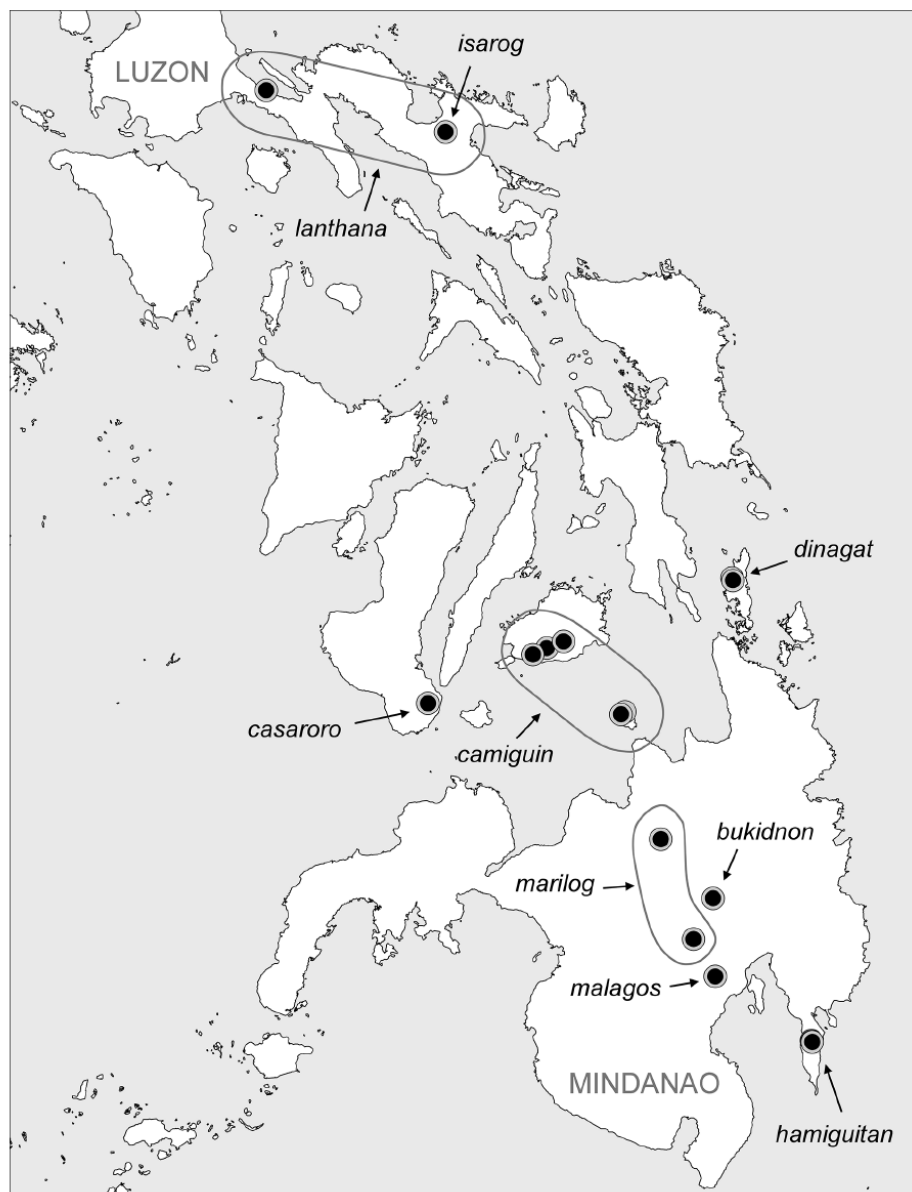 isarog
LUZON
lanthana
dinagat
casaroro
camiguin
bukidnon
marilog
malagos
MINDANAO
hamiguitan